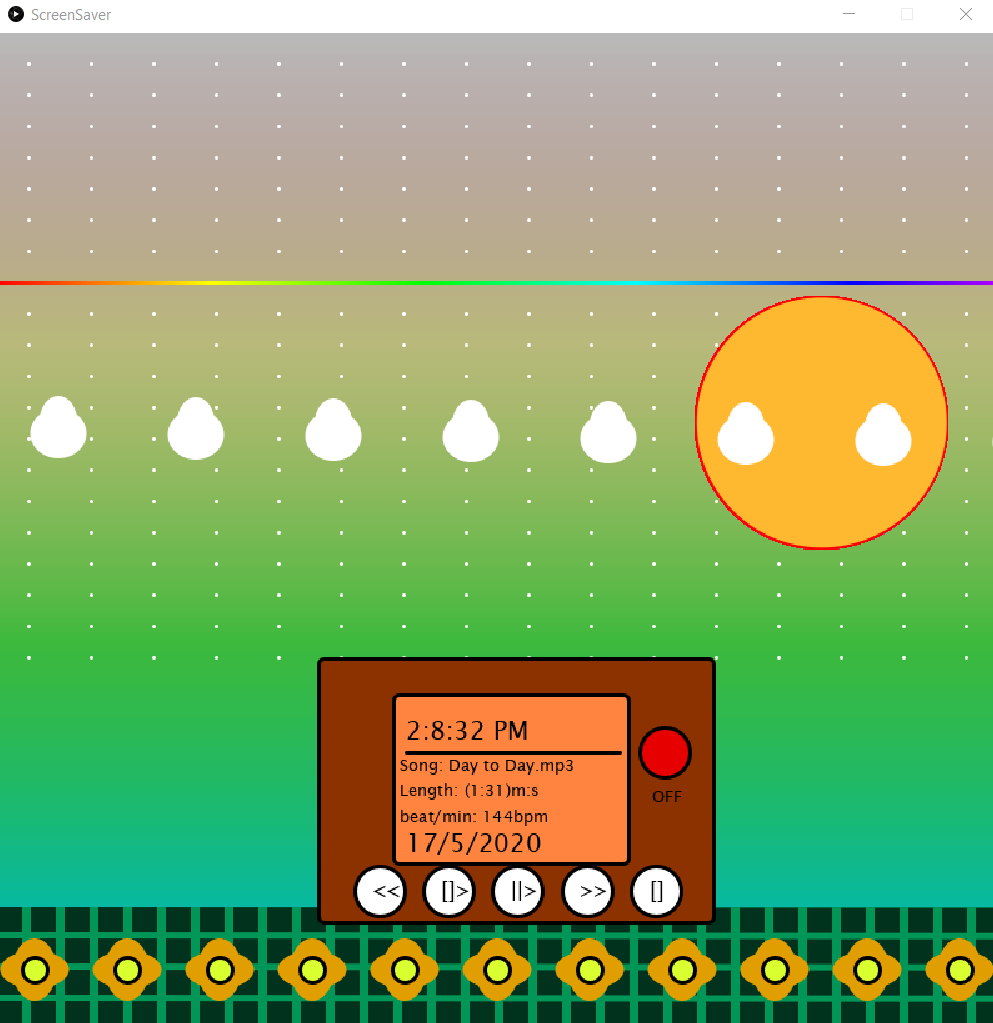 ScreenSaver
2:8:32 PM
Song: Day to Day.mp3
Length: (1:31)m:s
OFF
beat/min: 144bpm
17/5/2020
<< []> ||> >> []